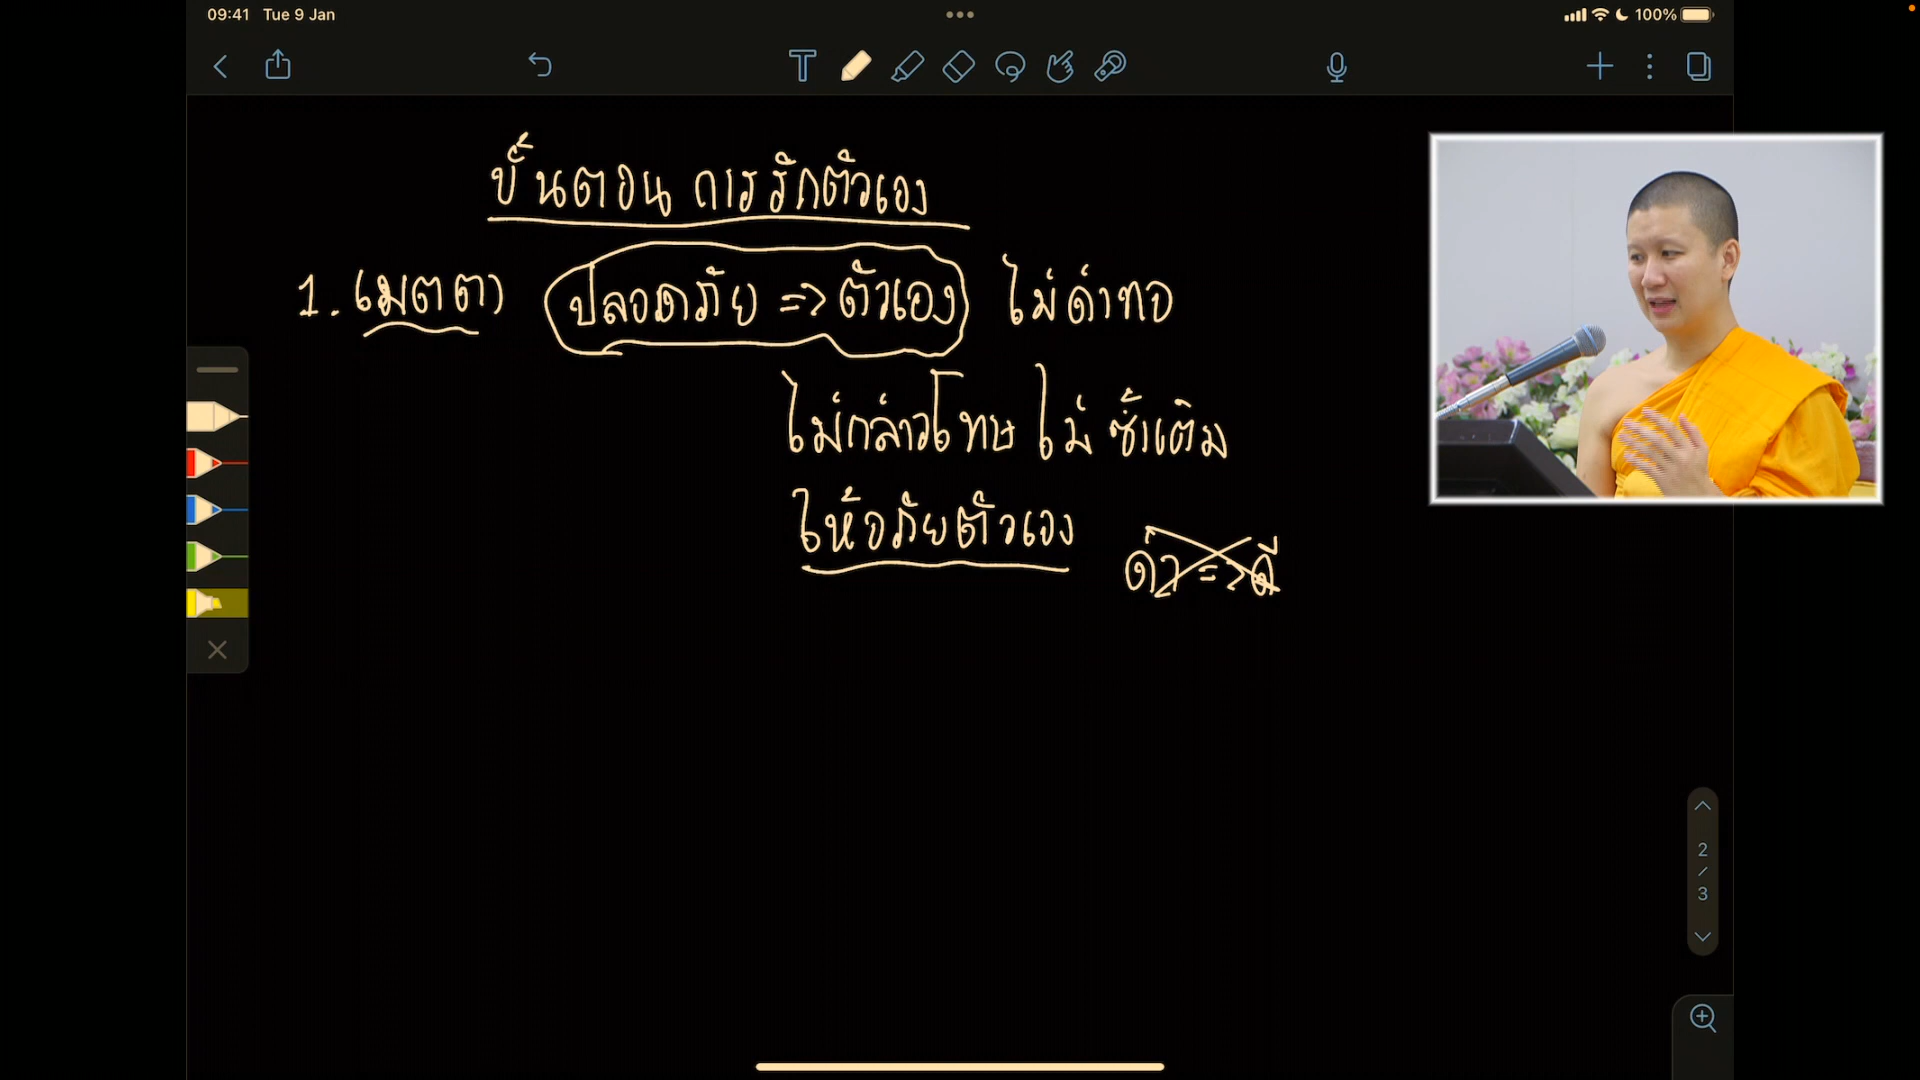 09:41 Tue 9 Jan
100%
ขั้นตอน การรักตัวเอง
1. เมตตา ปลอดภัย => ตัวเอง ไม่ด่าทอ
ไม่กล่าวโทษ ไม่ซ้ำเติม
ให้อภัยตัวเอง
ด่า => ดี
2
/
3